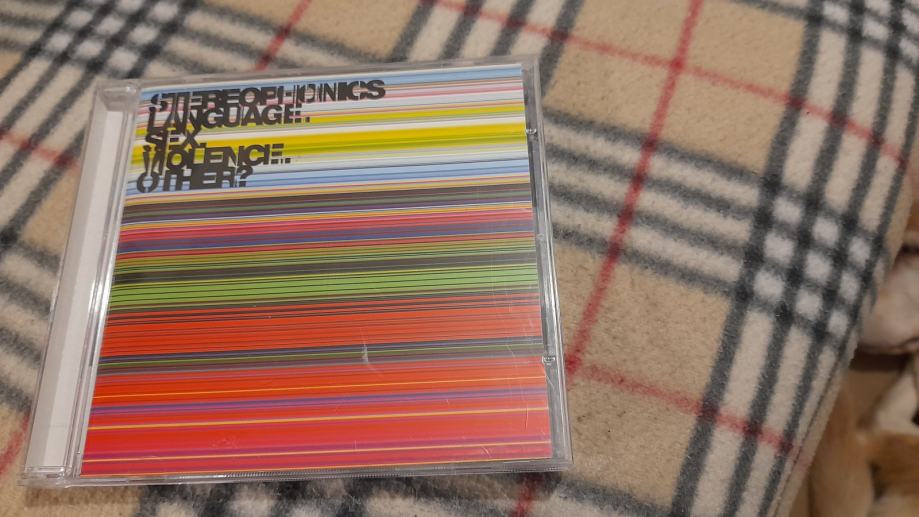 STEREOPHONICS
LANGUAGE.
SEX.
VIOLENCE.
OTHER?